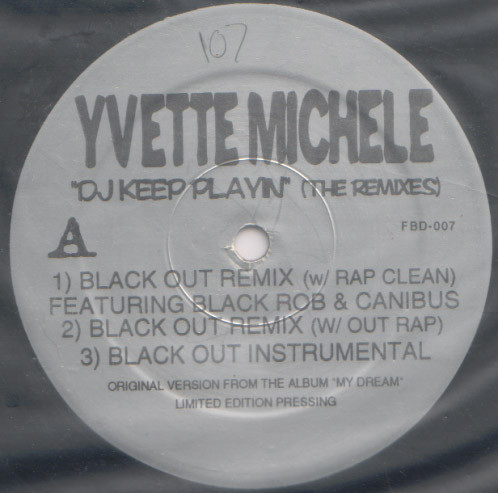 107
YVETTE MICHELE
"DJ KEEP PLAYIN" (THE REMIXES)
FBD-007
A
1) BLACK OUT REMIX (W/ RAP CLEAN)
FEATURING BLACK ROB & CANIBUS
2) BLACK OUT REMIX (W/ OUT RAP)
3) BLACK OUT INSTRUMENTAL
ORIGINAL VERSION FROM THE ALBUM "MY DREAM"
LIMITED EDITION PRESSING